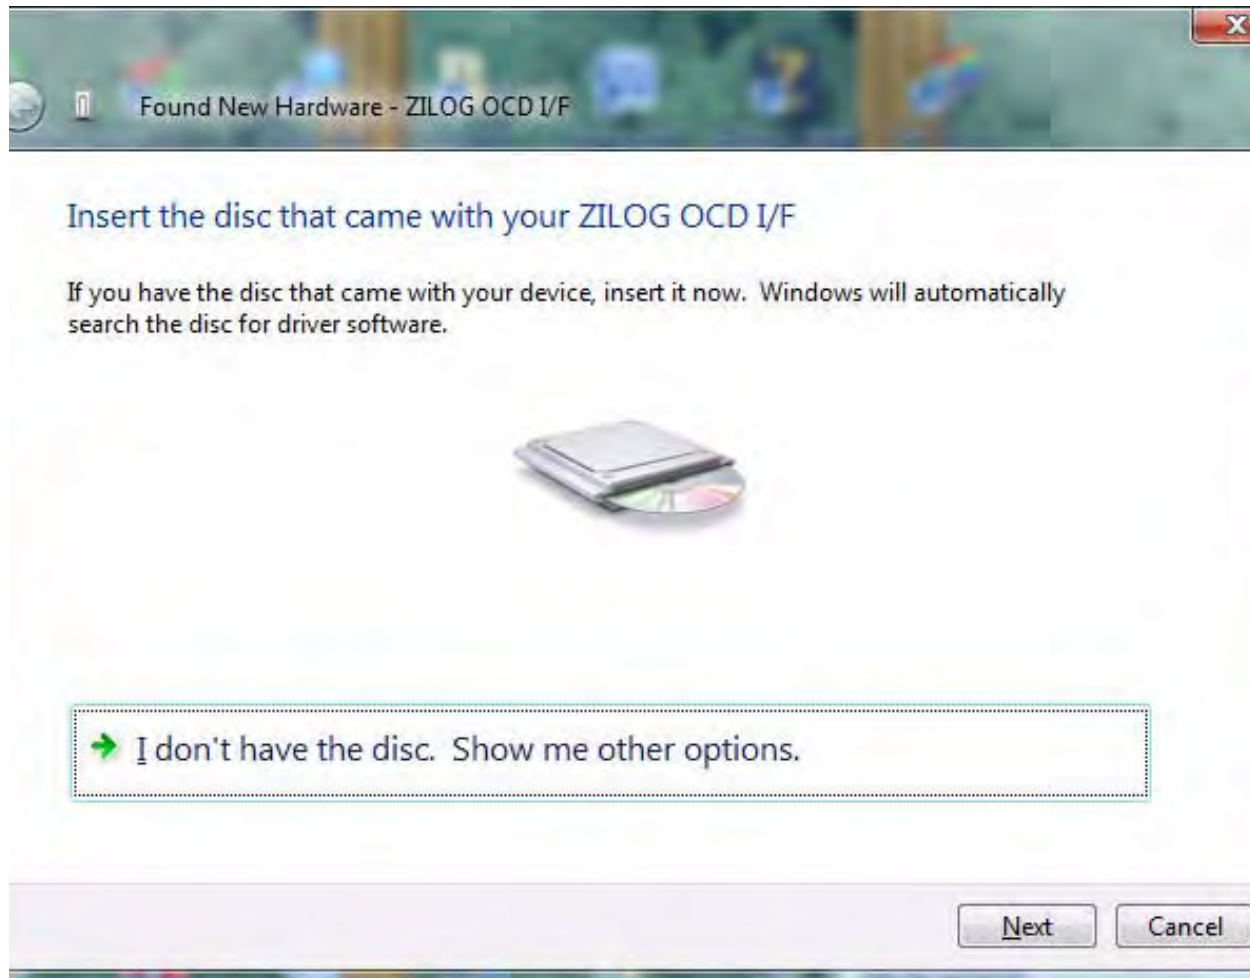 Found New Hardware - ZILOG OCD I/F
Insert the disc that came with your ZILOG OCD I/F
If you have the disc that came with your device, insert it now.  Windows will automatically
search the disc for driver software.
I don't have the disc.  Show me other options.
Next
Cancel